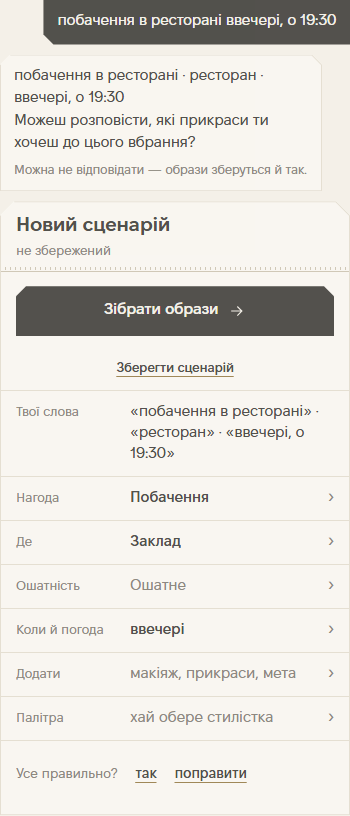 побачення в ресторані ввечері, о 19:30
побачення в ресторані · ресторан ·
ввечері, о 19:30
Можеш розповісти, які прикраси ти
хочеш до цього вбрання?
Можна не відповідати — образи зберуться й так.
Новий сценарій
не збережений
Зібрати образи →
Зберегти сценарій
Твої слова «побачення в ресторані» ·
«ресторан» · «ввечері, о
19:30»
Нагода Побачення ›
Де Заклад ›
Ошатність Ошатне ›
Коли й погода ввечері ›
Додати макіяж, прикраси, мета ›
Палітра хай обере стилістка ›
Усе правильно? так поправити